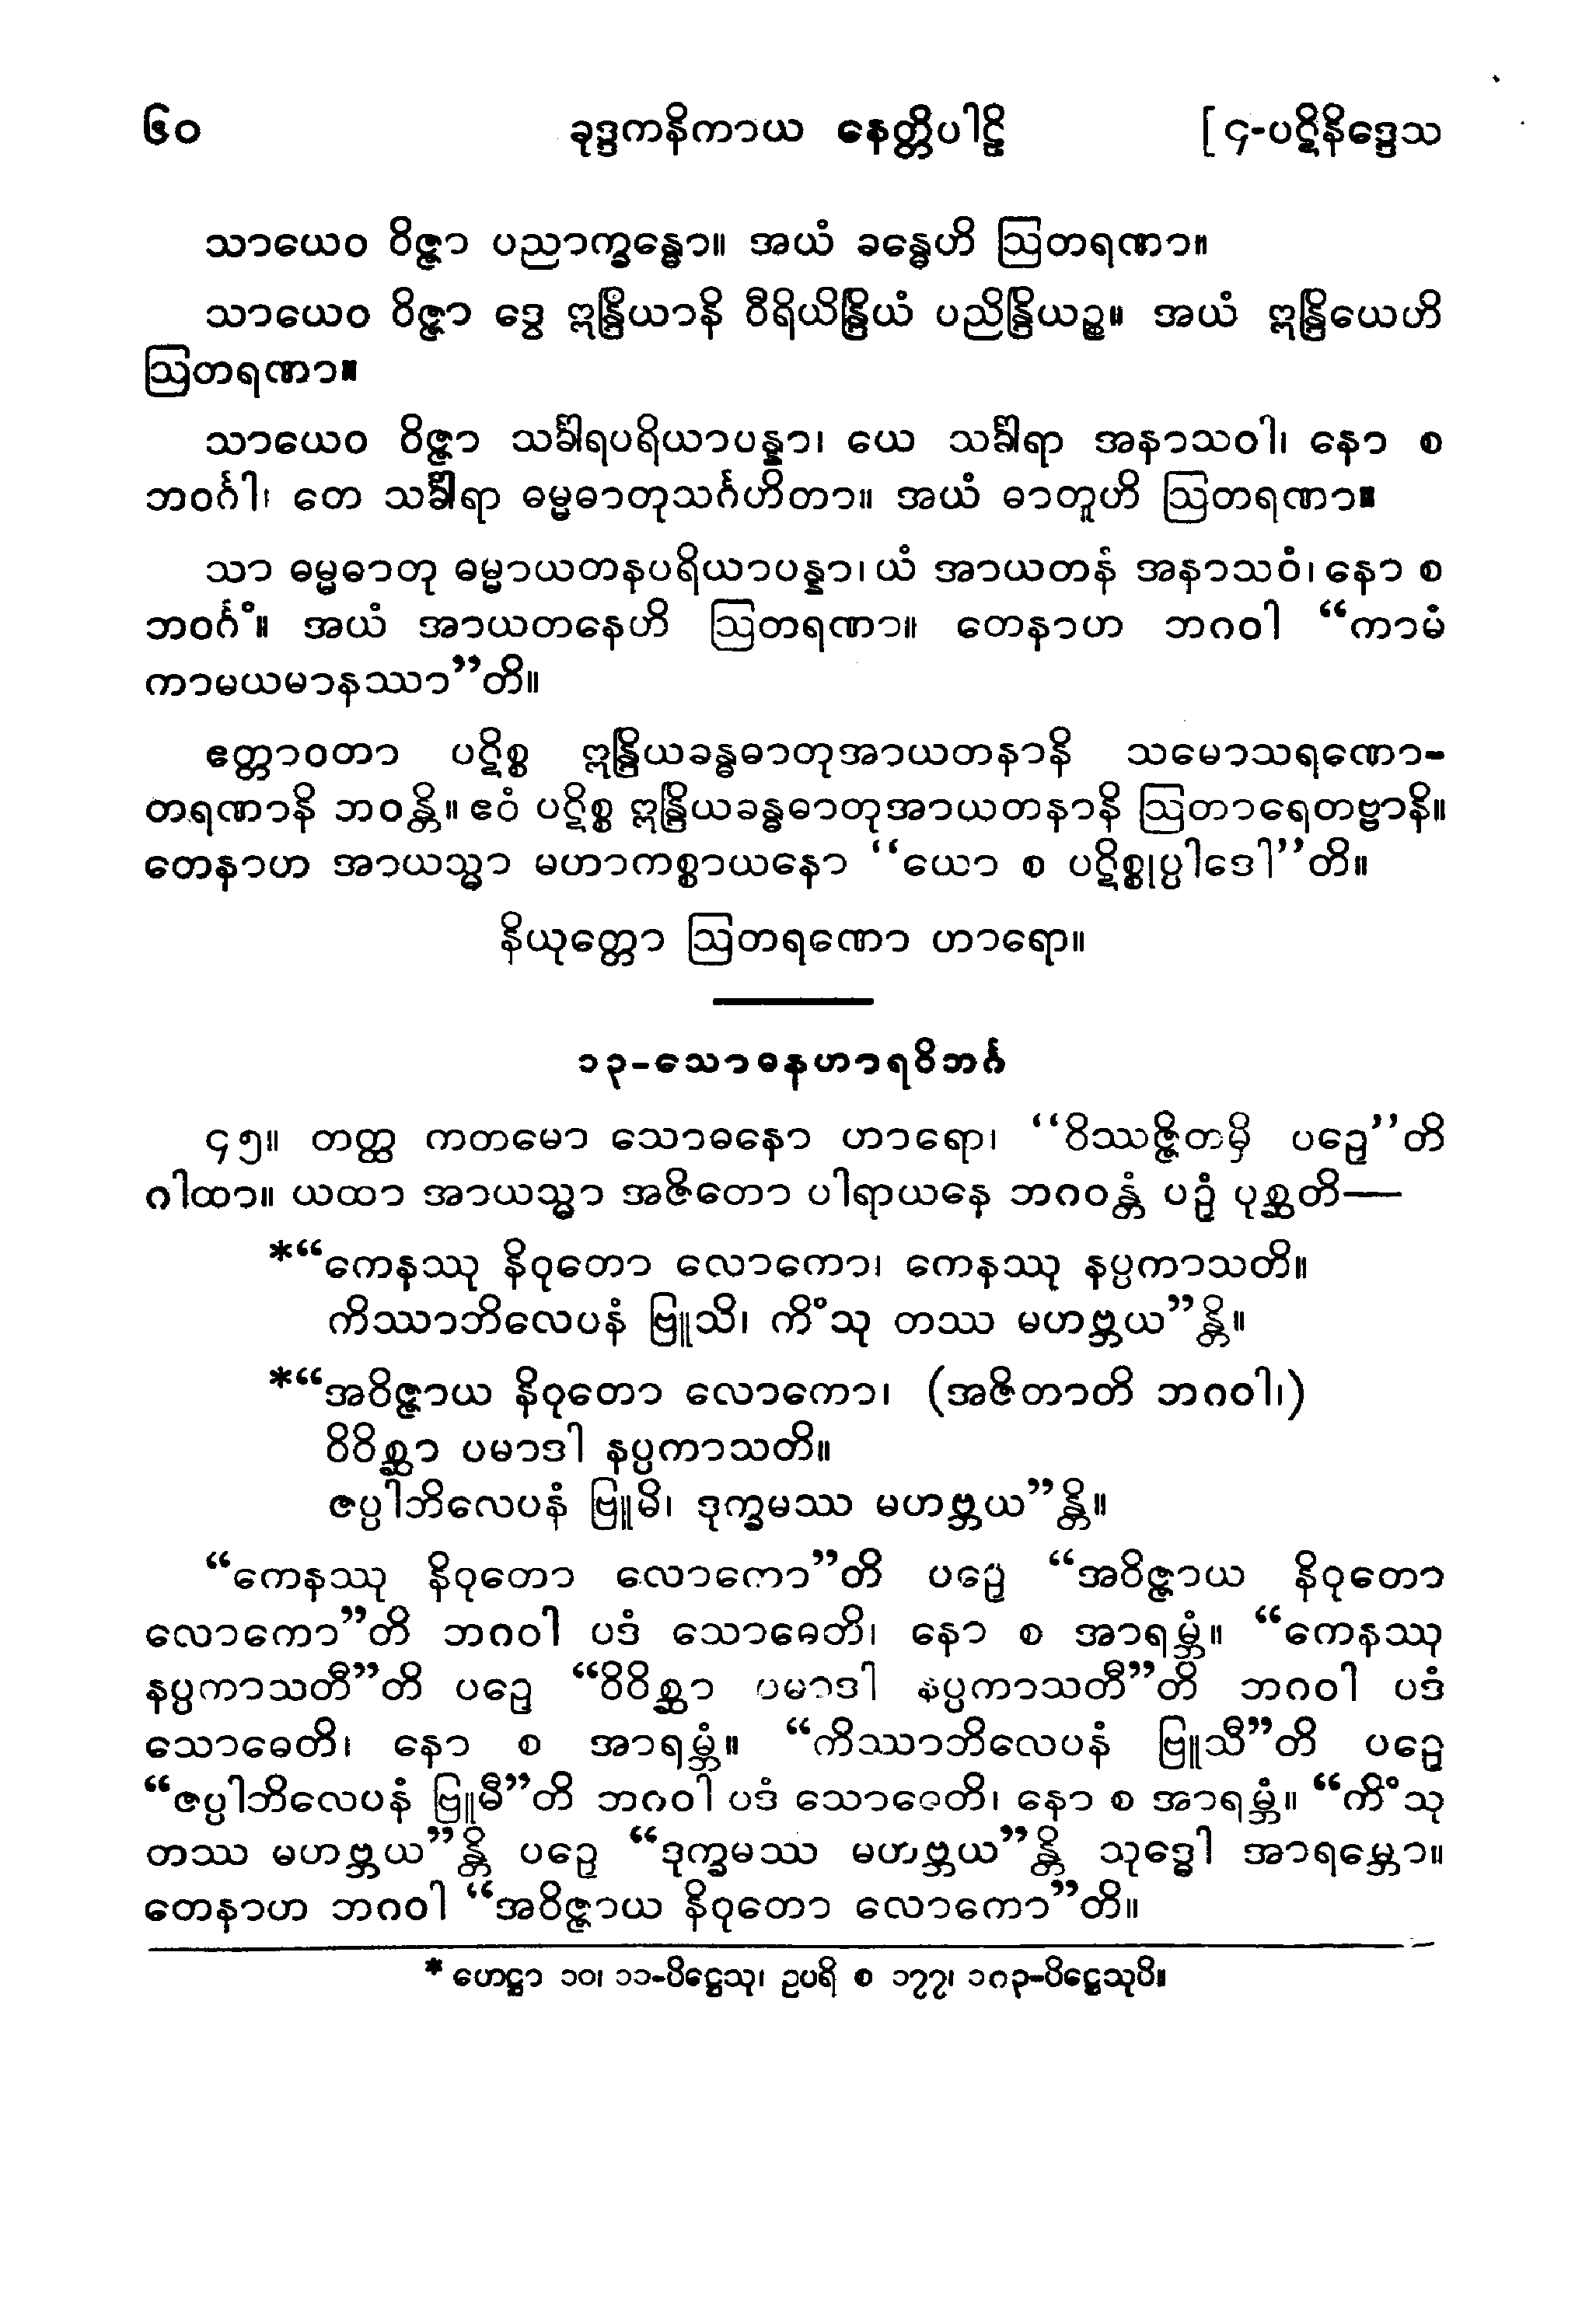 ၆၀ ခုဒ္ဒကနိကာယ နေတ္တိပါဠိ [ ၄-ပဋိနိဒ္ဒေသ
သာယေဝ ဝိဇ္ဇာ ပညာက္ခန္ဓော။ အယံ ခန္ဓေဟိ ဩတရဏာ။
သာယေဝ ဝိဇ္ဇာ ဒွေ ဣန္ဒြိယာနိ ဝီရိယိန္ဒြိယံ ပညိန္ဒြိယဉ္စ။ အယံ ဣန္ဒြိယေဟိ
ဩတရဏာ။
သာယေဝ ဝိဇ္ဇာ သင်္ခါရပရိယာပန္နာ၊ ယေ သင်္ခါရာ အနာသဝါ၊ နော စ
ဘဝင်္ဂါ၊ တေ သင်္ခါရာ ဓမ္မဓာတုသင်္ဂဟိတာ။ အယံ ဓာတူဟိ ဩတရဏာ။
သာ ဓမ္မဓာတု ဓမ္မာယတနပရိယာပန္နာ၊ ယံ အာယတနံ အနာသဝံ၊ နော စ
ဘဝင်္ဂံ။ အယံ အာယတနေဟိ ဩတရဏာ။ တေနာဟ ဘဂဝါ “ကာမံ
ကာမယမာနဿာ”တိ။
ဧတ္တာဝတာ ပဋိစ္စ ဣန္ဒြိယခန္ဓဓာတုအာယတနာနိ သမောသရဏော-
တရဏာနိ ဘဝန္တိ။ ဧဝံ ပဋိစ္စ ဣန္ဒြိယခန္ဓဓာတုအာယတနာနိ ဩတာရေတဗ္ဗာနိ။
တေနာဟ အာယသ္မာ မဟာကစ္စာယနော “ယော စ ပဋိစ္စုပ္ပါဒေါ”တိ။
နိယုတ္တော ဩတရဏော ဟာရော။
၁၃-သောဓနဟာရဝိဘင်္ဂ
၄၅။ တတ္ထ ကတမော သောဓနော ဟာရော၊ “ဝိဿဇ္ဇိတမှိ ပဉှေ”တိ
ဂါထာ။ ယထာ အာယသ္မာ အဇိတော ပါရာယနေ ဘဂဝန္တံ ပဉှံ ပုစ္ဆတိ—
*“ကေနဿု နိဝုတော လောကော၊ ကေနဿု နပ္ပကာသတိ။
ကိဿာဘိလေပနံ ဗြူသိ၊ ကိံသု တဿ မဟဗ္ဘယ”န္တိ။
*“အဝိဇ္ဇာယ နိဝုတော လောကော၊ (အဇိတာတိ ဘဂဝါ၊)
ဝိဝိစ္ဆာ ပမာဒါ နပ္ပကာသတိ။
ဇပ္ပါဘိလေပနံ ဗြူမိ၊ ဒုက္ခမဿ မဟဗ္ဘယ”န္တိ။
“ကေနဿု နိဝုတော လောကော”တိ ပဉှေ “အဝိဇ္ဇာယ နိဝုတော
လောကော”တိ ဘဂဝါ ပဒံ သောဓေတိ၊ နော စ အာရမ္ဘံ။ “ကေနဿု
နပ္ပကာသတီ”တိ ပဉှေ “ဝိဝိစ္ဆာ ပမာဒါ နပ္ပကာသတီ”တိ ဘဂဝါ ပဒံ
သောဓေတိ၊ နော စ အာရမ္ဘံ။ “ကိဿာဘိလေပနံ ဗြူသီ”တိ ပဉှေ
“ဇပ္ပါဘိလေပနံ ဗြူမီ”တိ ဘဂဝါ ပဒံ သောဓေတိ၊ နော စ အာရမ္ဘံ။ “ကိံသု
တဿ မဟဗ္ဘယ”န္တိ ပဉှေ “ဒုက္ခမဿ မဟဗ္ဘယ”န္တိ သုဒ္ဓေါ အာရမ္ဘော။
တေနာဟ ဘဂဝါ “အဝိဇ္ဇာယ နိဝုတော လောကော”တိ။
* ဟေဋ္ဌာ ၁၀၊ ၁၁-ပိဋ္ဌေသု၊ ဥပရိ စ ၁၇၇၊ ၁၈၃-ပိဋ္ဌေသုပိ။